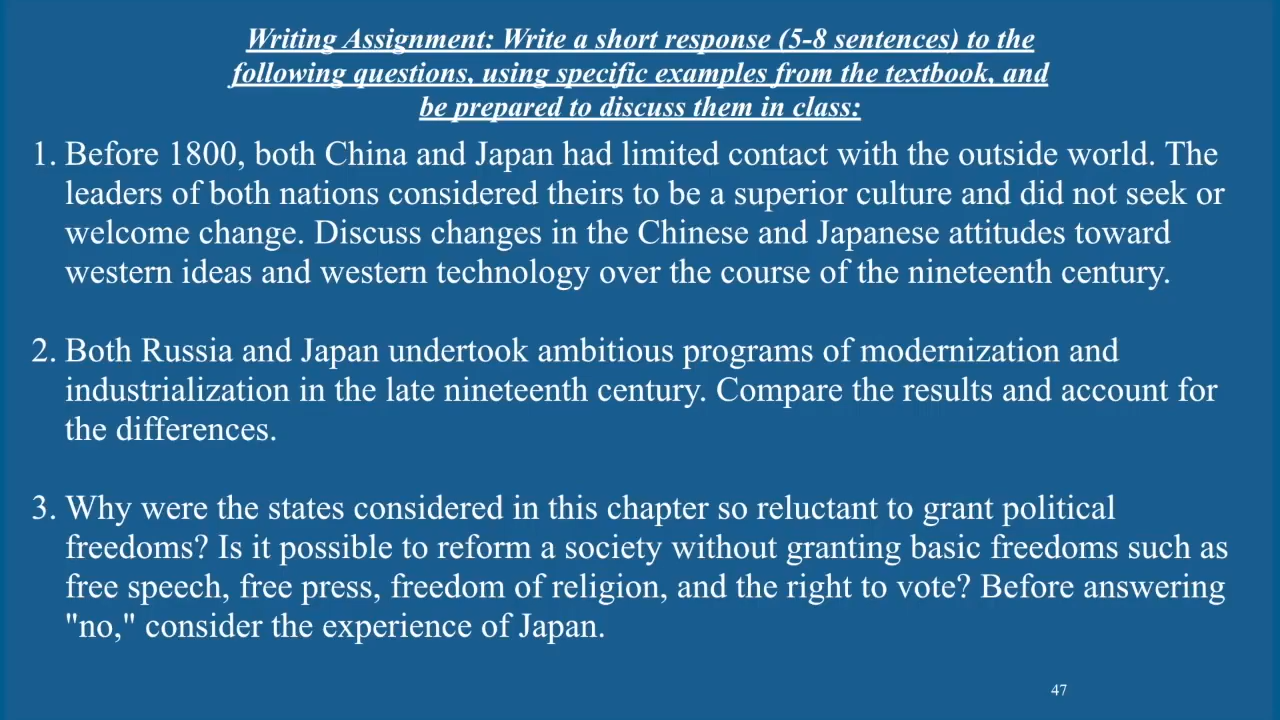 Writing Assignment: Write a short response (5-8 sentences) to the
following questions, using specific examples from the textbook, and
be prepared to discuss them in class:
1. Before 1800, both China and Japan had limited contact with the outside world. The
leaders of both nations considered theirs to be a superior culture and did not seek or
welcome change. Discuss changes in the Chinese and Japanese attitudes toward
western ideas and western technology over the course of the nineteenth century.
2. Both Russia and Japan undertook ambitious programs of modernization and
industrialization in the late nineteenth century. Compare the results and account for
the differences.
3. Why were the states considered in this chapter so reluctant to grant political
freedoms? Is it possible to reform a society without granting basic freedoms such as
free speech, free press, freedom of religion, and the right to vote? Before answering
"no," consider the experience of Japan.
47